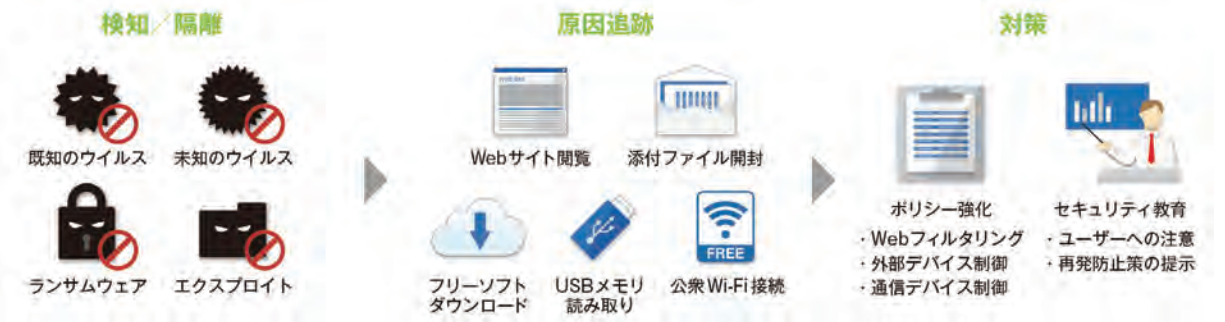 検知／隔離
既知のウイルス
未知のウイルス
ランサムウェア
エクスプロイト
原因追跡
Webサイト閲覧
添付ファイル開封
フリーソフト
ダウンロード
USBメモリ
読み取り
FREE
公衆Wi-Fi接続
対策
ポリシー強化
・Webフィルタリング
・外部デバイス制御
・通信デバイス制御
セキュリティ教育
・ユーザーへの注意
・再発防止策の提示